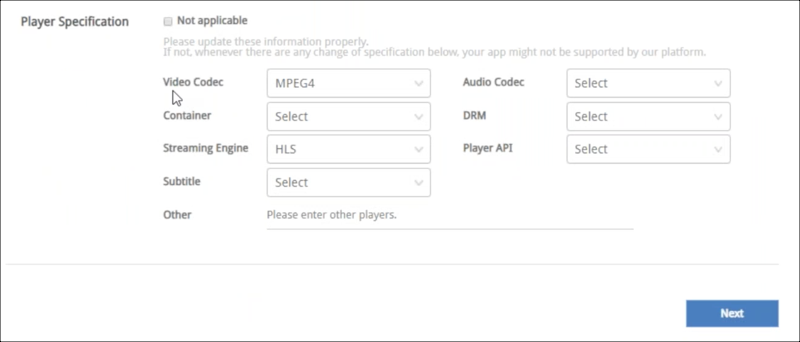 Player Specification
Not applicable
Please update these information properly.
If not, whenever there are any change of specification below, your app might not be supported by our platform.
Video Codec MPEG4 Audio Codec Select
Container Select DRM Select
Streaming Engine HLS Player API Select
Subtitle Select
Other Please enter other players.
Next